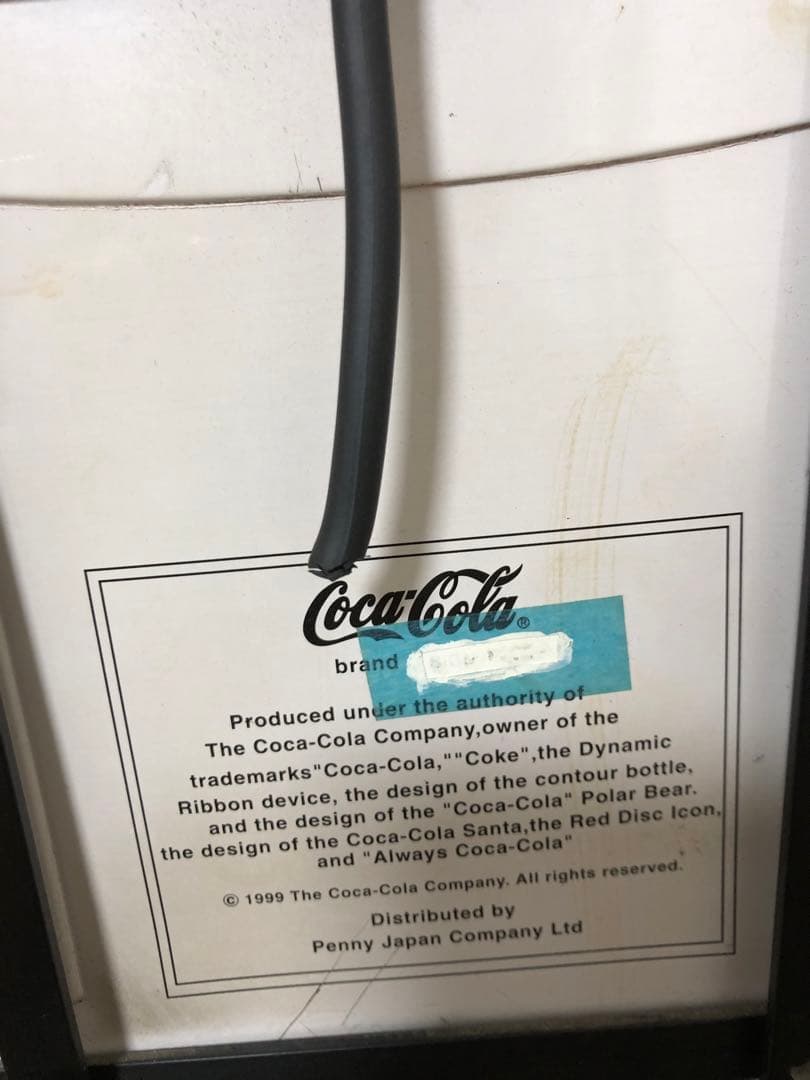 Coca-Cola®
brand
Produced under the authority of
The Coca-Cola Company,owner of the
trademarks"Coca-Cola,""Coke",the Dynamic
Ribbon device, the design of the contour bottle,
and the design of the "Coca-Cola" Polar Bear.
the design of the Coca-Cola Santa,the Red Disc Icon,
and "Always Coca-Cola"
© 1999 The Coca-Cola Company. All rights reserved.
Distributed by
Penny Japan Company Ltd